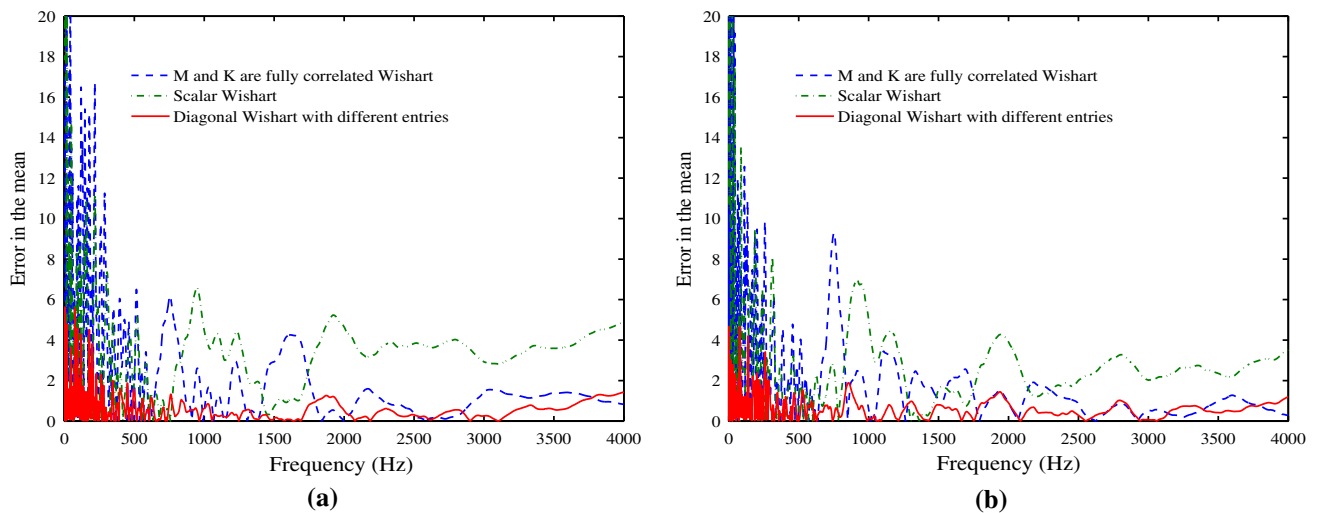 20
18
16
14
12
10
8
6
4
2
0
Error in the mean
M and K are fully correlated Wishart
Scalar Wishart
Diagonal Wishart with different entries
0 500 1000 1500 2000 2500 3000 3500 4000
Frequency (Hz)
(a)
20
18
16
14
12
10
8
6
4
2
0
Error in the mean
M and K are fully correlated Wishart
Scalar Wishart
Diagonal Wishart with different entries
0 500 1000 1500 2000 2500 3000 3500 4000
Frequency (Hz)
(b)